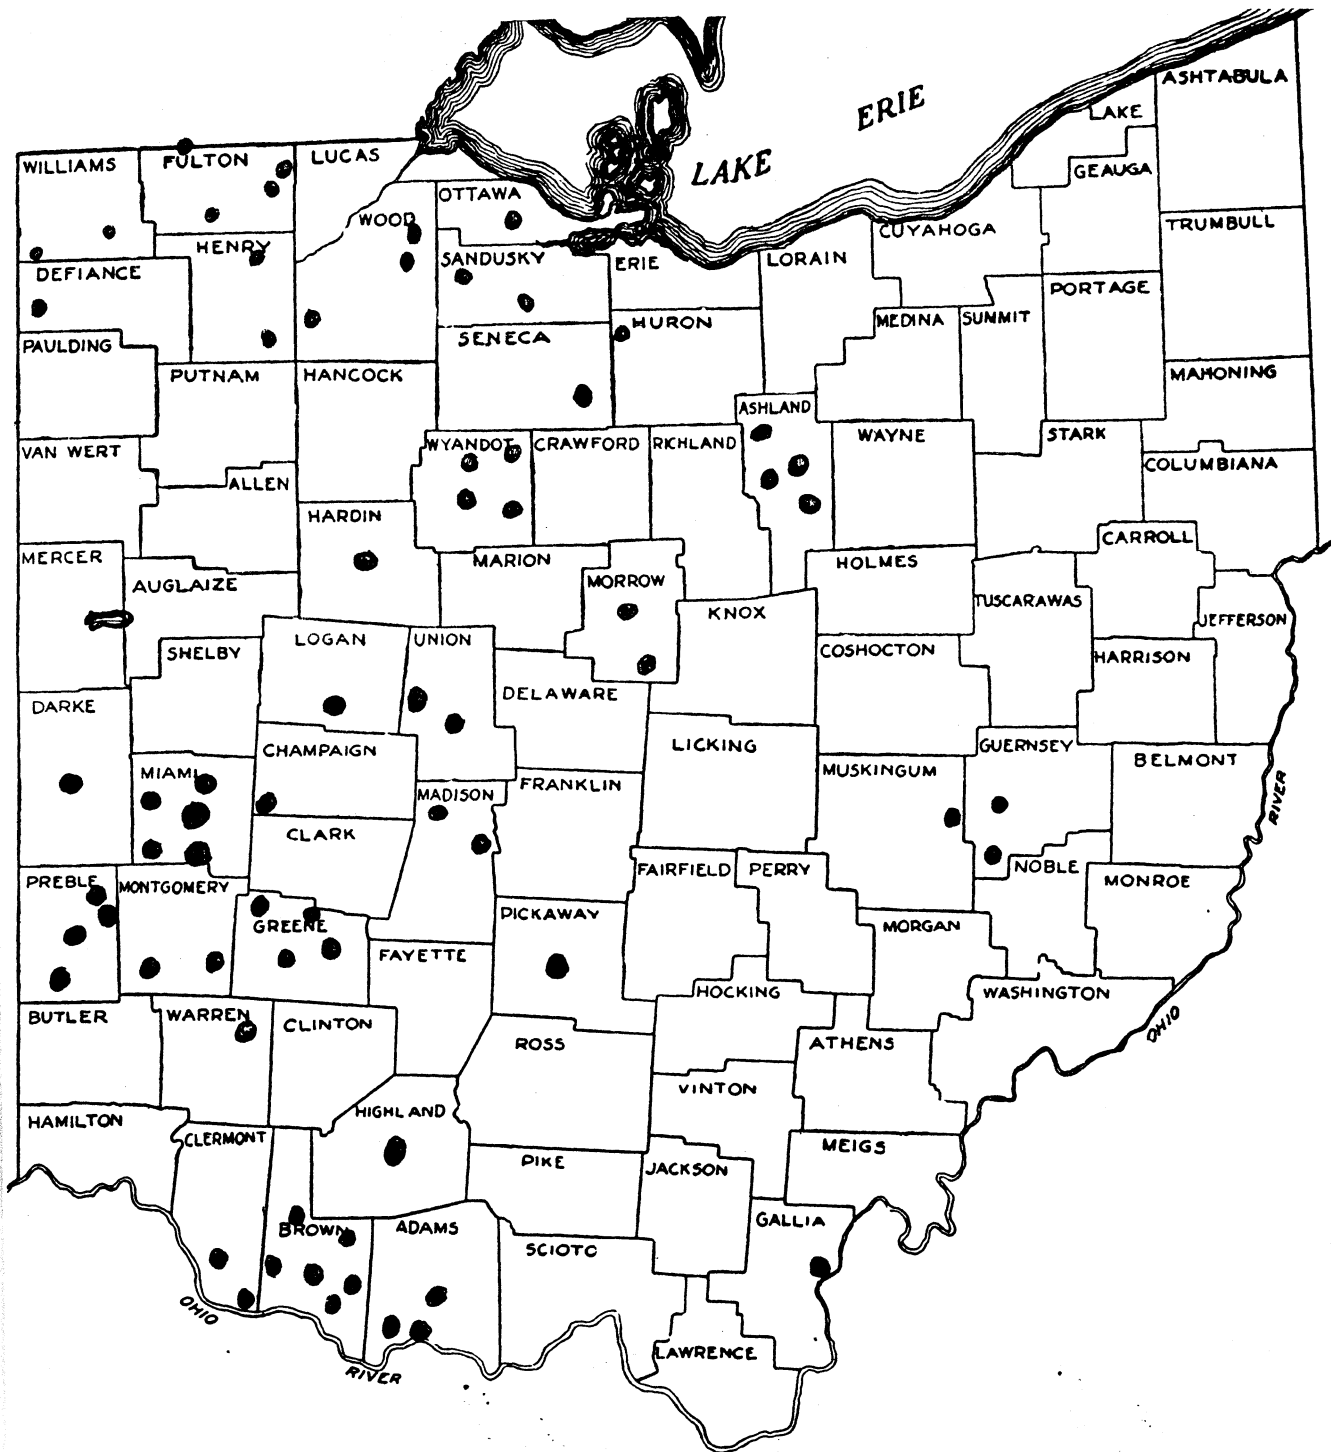 ERIE
LAKE
ASHTABULA
LAKE
GEAUGA
WILLIAMS
FULTON
LUCAS
OTTAWA
WOOD
TRUMBULL
CUYAHOGA
HENRY
SANDUSKY
ERIE
LORAIN
DEFIANCE
PORTAGE
HURON
MEDINA
SUMMIT
PAULDING
SENECA
PUTNAM
HANCOCK
MAHONING
ASHLAND
VAN WERT
WYANDOT
CRAWFORD
RICHLAND
WAYNE
STARK
COLUMBIANA
ALLEN
HARDIN
CARROLL
MERCER
AUGLAIZE
MARION
MORROW
HOLMES
TUSCARAWAS
JEFFERSON
KNOX
LOGAN
UNION
SHELBY
COSHOCTON
HARRISON
DARKE
DELAWARE
CHAMPAIGN
LICKING
GUERNSEY
BELMONT
MIAMI
MUSKINGUM
FRANKLIN
MADISON
RIVER
CLARK
PREBLE
MONTGOMERY
FAIRFIELD
PERRY
NOBLE
MONROE
GREENE
PICKAWAY
MORGAN
FAYETTE
HOCKING
WASHINGTON
BUTLER
WARREN
CLINTON
ROSS
ATHENS
OHIO
VINTON
HAMILTON
HIGHLAND
CLERMONT
MEIGS
PIKE
JACKSON
BROWN
ADAMS
GALLIA
SCIOTO
OHIO
LAWRENCE
RIVER